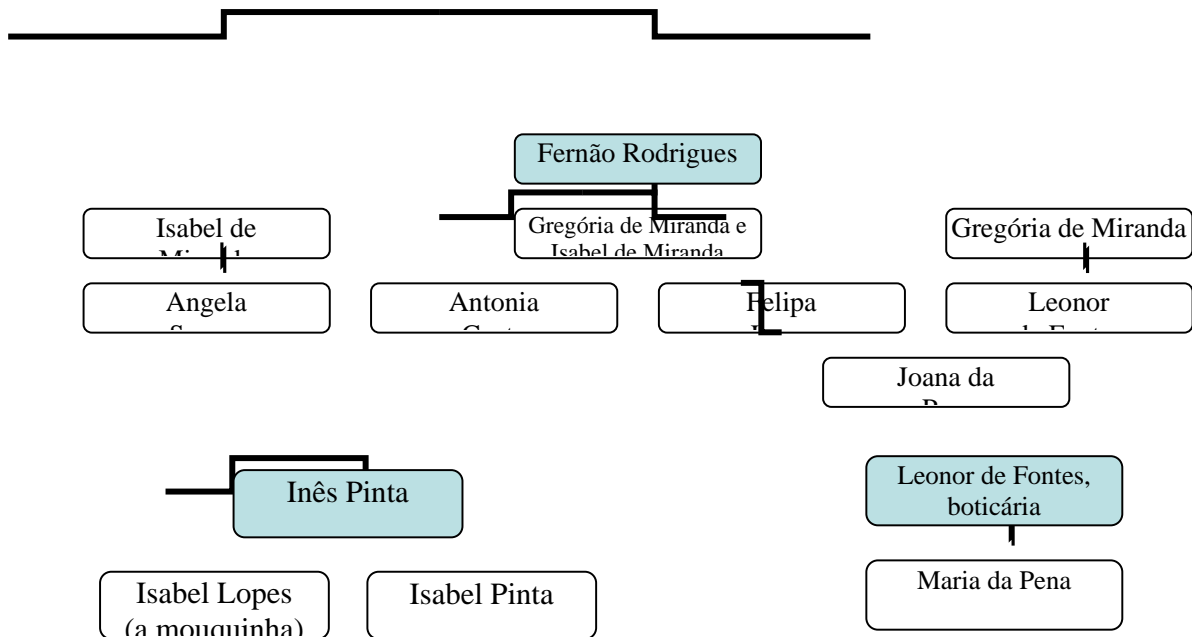 Fernão Rodrigues
Isabel de
Gregória de Miranda e
Isabel de Miranda
Gregória de Miranda
Angela
Antonia
Felipa
Leonor
Joana da
Inês Pinta
Leonor de Fontes,
boticária
Isabel Lopes
(a mouquinha)
Isabel Pinta
Maria da Pena